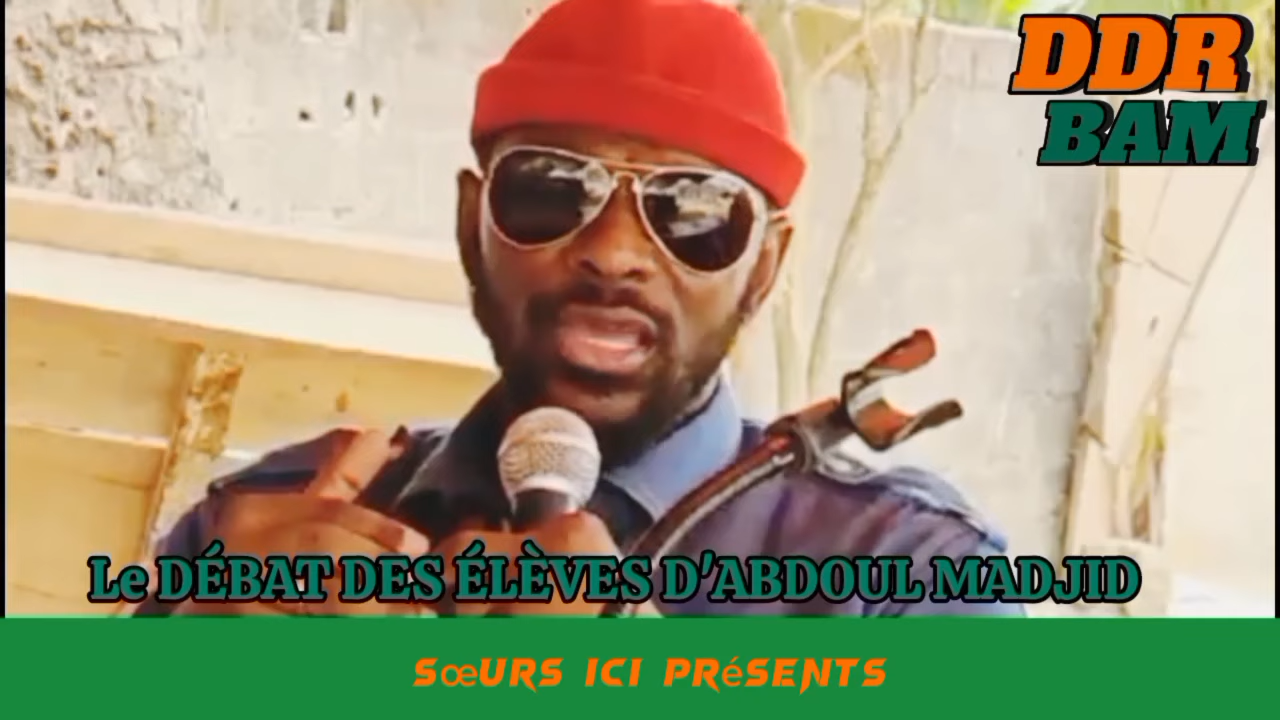 DDR
BAM
Le DÉBAT DES ÉLÈVES D'ABDOUL MADJID
SœURS ICI PRéSENTS